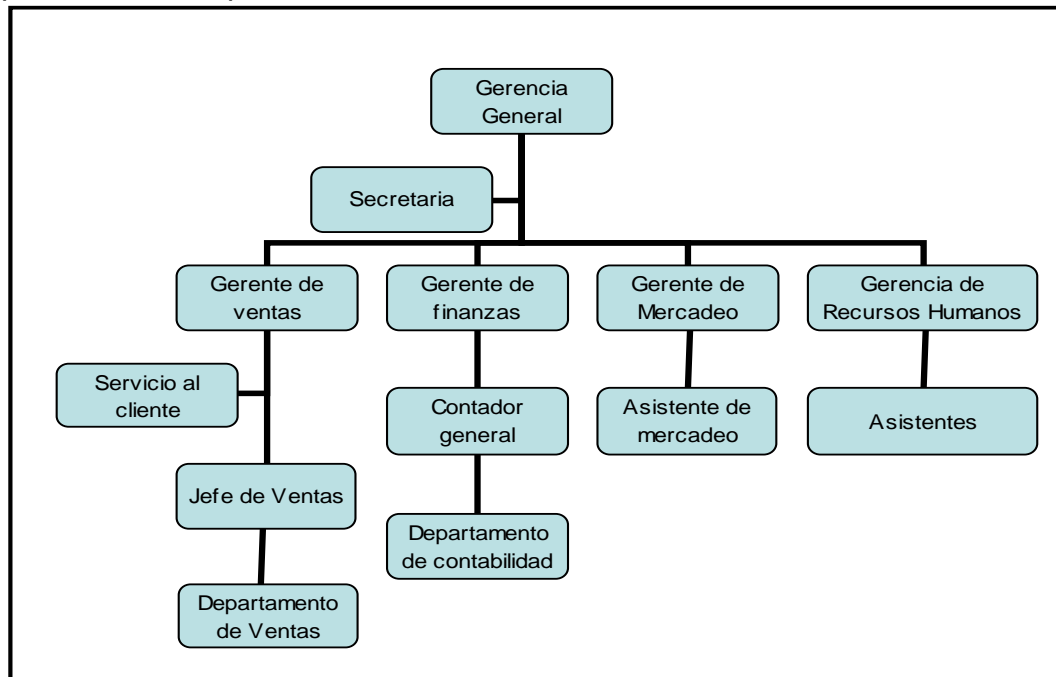 Gerencia
General
Secretaria
Gerente de
ventas
Gerente de
finanzas
Gerente de
Mercadeo
Gerencia de
Recursos Humanos
Servicio al
cliente
Contador
general
Asistente de
mercadeo
Asistentes
Jefe de Ventas
Departamento
de contabilidad
Departamento
de Ventas